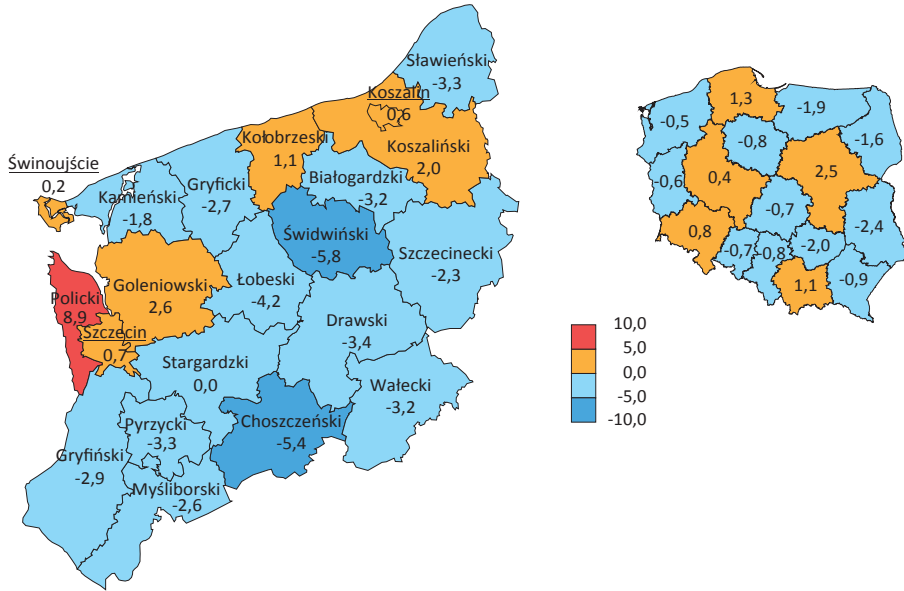 Sławieński
-3,3
Koszalin
0,6
Kołobrzeski
1,1
Koszaliński
2,0
Świnoujście
0,2
Kamieński
-1,8
Gryficki
-2,7
Białogardzki
-3,2
Świdwiński
-5,8
Szczecinecki
-2,3
Policki
8,9
Goleniowski
2,6
Łobeski
-4,2
Szczecin
0,7
Drawski
-3,4
Stargardzki
0,0
Wałecki
-3,2
Choszczeński
-5,4
Pyrzycki
-3,3
Gryfiński
-2,9
Myśliborski
-2,6
1,3
-1,9
-0,5
-0,8
-1,6
2,5
-0,6
0,4
-0,7
0,8
-2,4
-0,7
-0,8
-2,0
1,1
-0,9
10,0
5,0
0,0
-5,0
-10,0